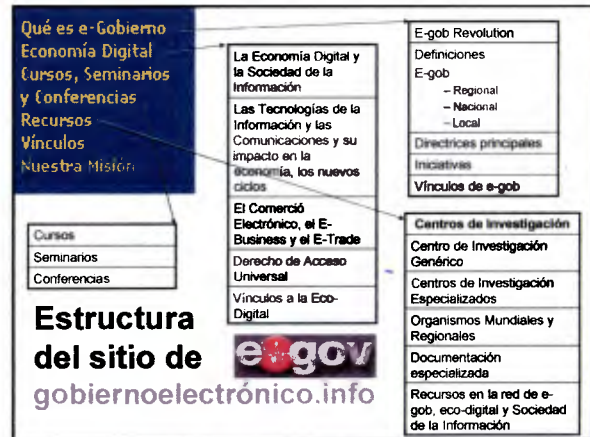 Qué es e-Gobierno
Economía Digital
Cursos, Seminarios
y Conferencias
Recursos
Vínculos
Nuestra Misión
Cursos
Seminarios
Conferencias
La Economía Digital y
la Sociedad de la
Información
Las Tecnologías de la
Información y las
Comunicaciones y su
impacto en la
economía, los nuevos
ciclos
El Comerció
Electrónico, el E-
Business y el E-Trade
Derecho de Acceso
Universal
Vínculos a la Eco-
Digital
E-gob Revolution
Definiciones
E-gob
– Regional
– Nacional
– Local
Directrices principales
Iniciativas
Vínculos de e-gob
Centros de Investigación
Centro de Investigación
Genérico
Centros de Investigación
Especializados
Organismos Mundiales y
Regionales
Documentación
especializada
Recursos en la red de e-
gob, eco-digital y Sociedad
de la Información
Estructura
del sitio de
e gov
gobiernoelectrónico.info